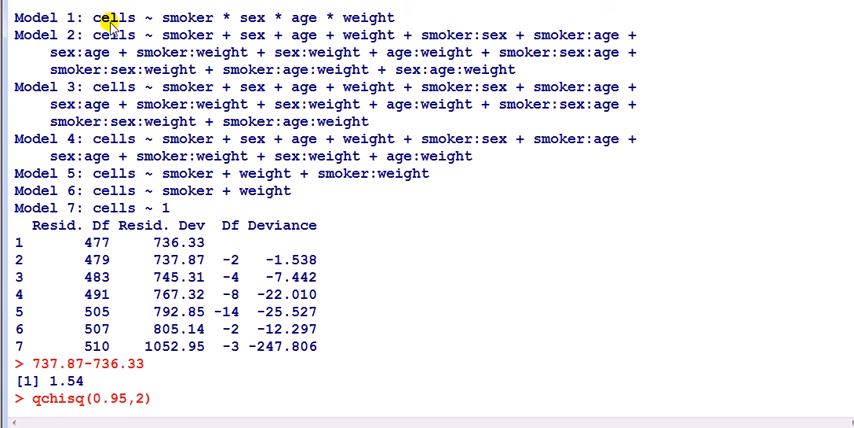 Model 1: cells ~ smoker * sex * age * weight
Model 2: cells ~ smoker + sex + age + weight + smoker:sex + smoker:age +
sex:age + smoker:weight + sex:weight + age:weight + smoker:sex:age +
smoker:sex:weight + smoker:age:weight + sex:age:weight
Model 3: cells ~ smoker + sex + age + weight + smoker:sex + smoker:age +
sex:age + smoker:weight + sex:weight + age:weight + smoker:sex:age +
smoker:sex:weight + smoker:age:weight
Model 4: cells ~ smoker + sex + age + weight + smoker:sex + smoker:age +
sex:age + smoker:weight + sex:weight + age:weight
Model 5: cells ~ smoker + weight + smoker:weight
Model 6: cells ~ smoker + weight
Model 7: cells ~ 1
Resid. Df Resid. Dev Df Deviance
1 477 736.33
2 479 737.87 -2 -1.538
3 483 745.31 -4 -7.442
4 491 767.32 -8 -22.010
5 505 792.85 -14 -25.527
6 507 805.14 -2 -12.297
7 510 1052.95 -3 -247.806
> 737.87-736.33
[1] 1.54
> qchisq(0.95,2)